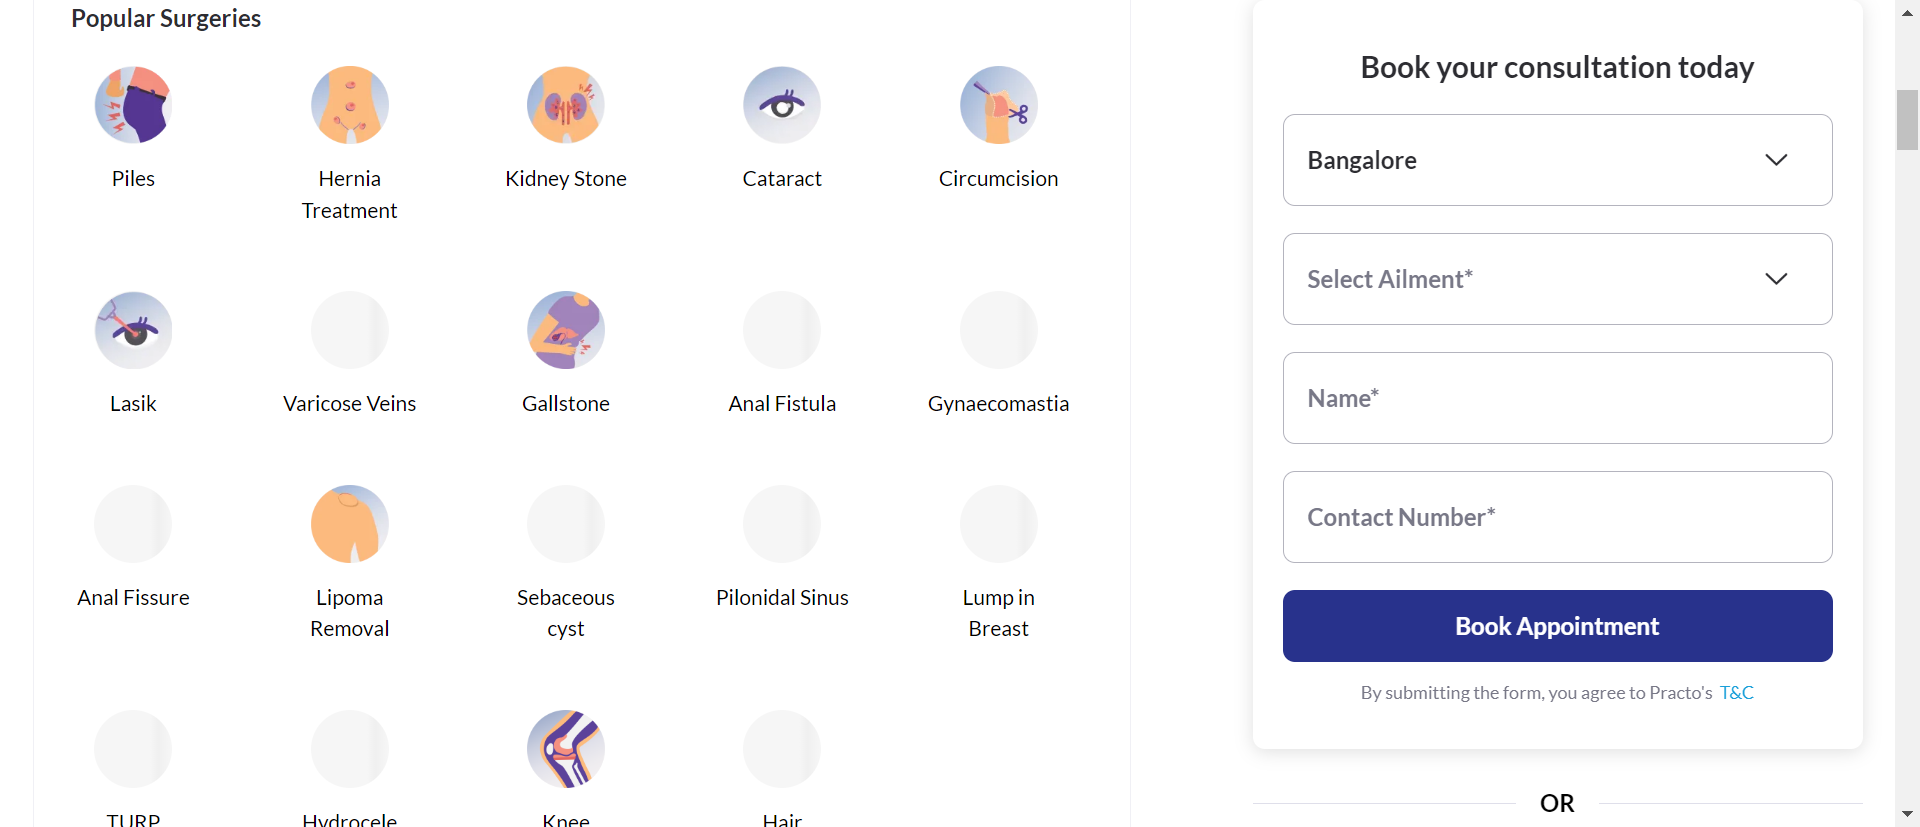 Popular Surgeries
Piles
Hernia
Treatment
Kidney Stone
Cataract
Circumcision
Lasik
Varicose Veins
Gallstone
Anal Fistula
Gynaecomastia
Anal Fissure
Lipoma
Removal
Sebaceous
cyst
Pilonidal Sinus
Lump in
Breast
TURP
Hydrocele
Knee
Hair
Book your consultation today
Bangalore
Select Ailment*
Name*
Contact Number*
Book Appointment
By submitting the form, you agree to Practo's T&C
OR